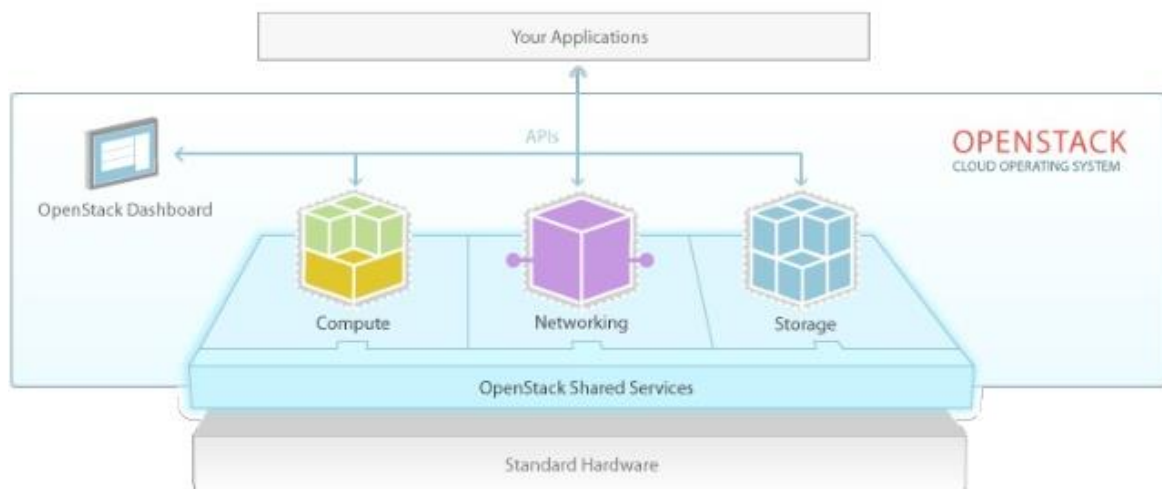 Your Applications
APIs
OPENSTACK
CLOUD OPERATING SYSTEM
OpenStack Dashboard
Compute
Networking
Storage
OpenStack Shared Services
Standard Hardware